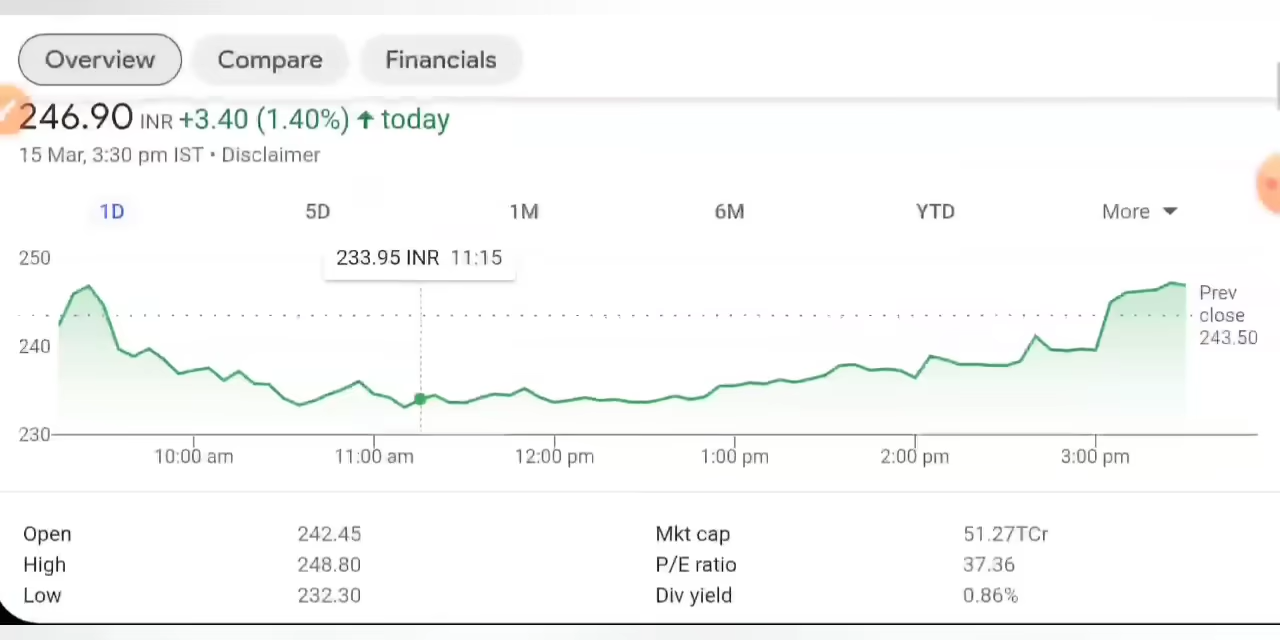 Overview Compare Financials
246.90 INR +3.40 (1.40%) ↑ today
15 Mar, 3:30 pm IST • Disclaimer
1D 5D 1M 6M YTD More
233.95 INR 11:15
250
240
230
Prev
close
243.50
10:00 am 11:00 am 12:00 pm 1:00 pm 2:00 pm 3:00 pm
Open 242.45 Mkt cap 51.27TCr
High 248.80 P/E ratio 37.36
Low 232.30 Div yield 0.86%